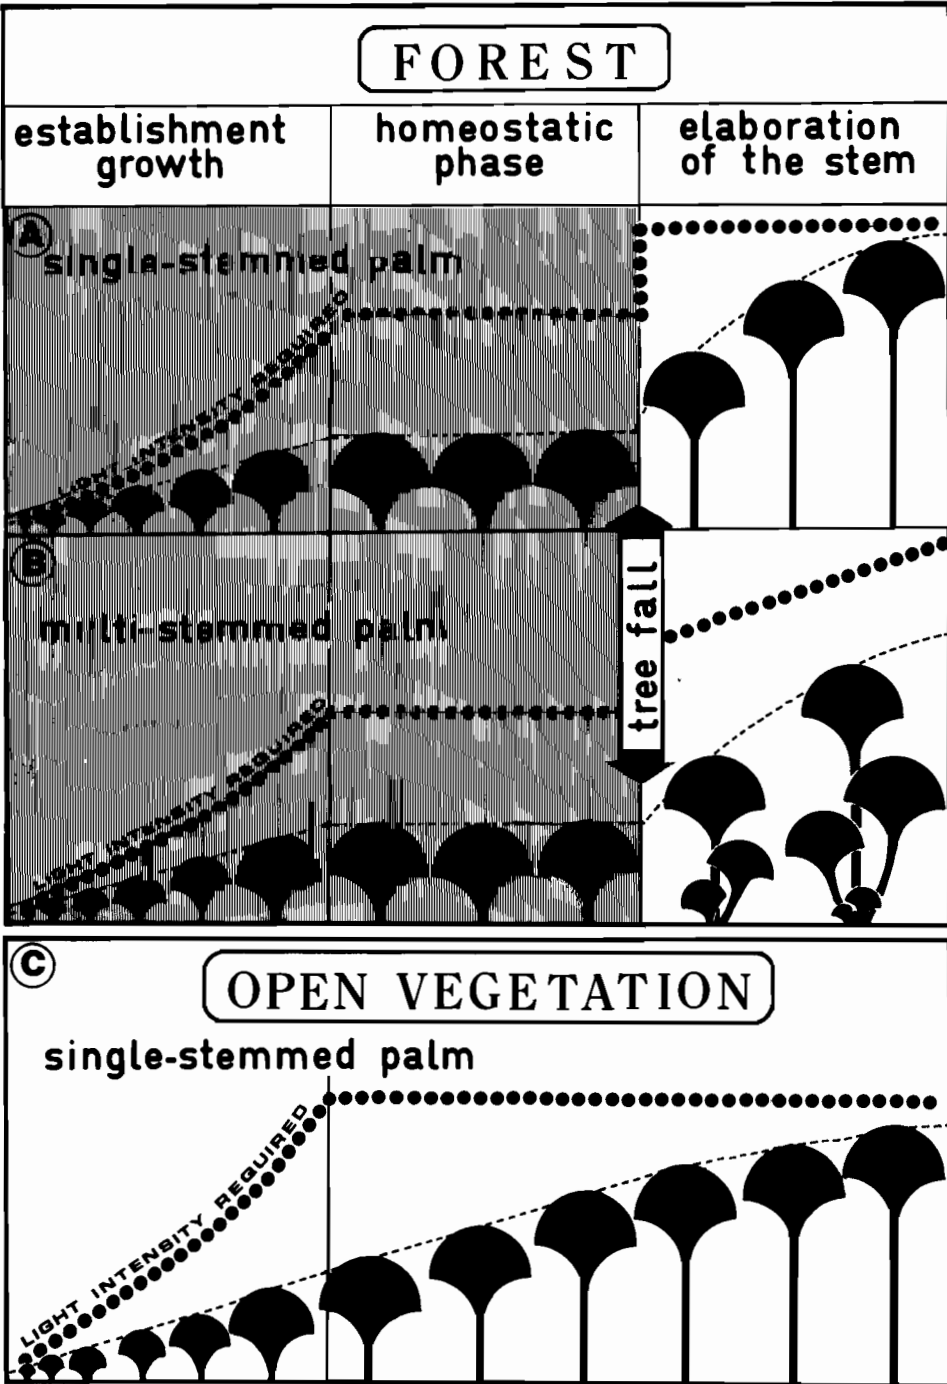 FOREST
establishment
growth
homeostatic
phase
elaboration
of the stem
A
single-stemmed palm
LIGHT INTENSITY REQUIRED
B
multi-stemmed palm
LIGHT INTENSITY REQUIRED
tree fall
C
OPEN VEGETATION
single-stemmed palm
LIGHT INTENSITY REQUIRED